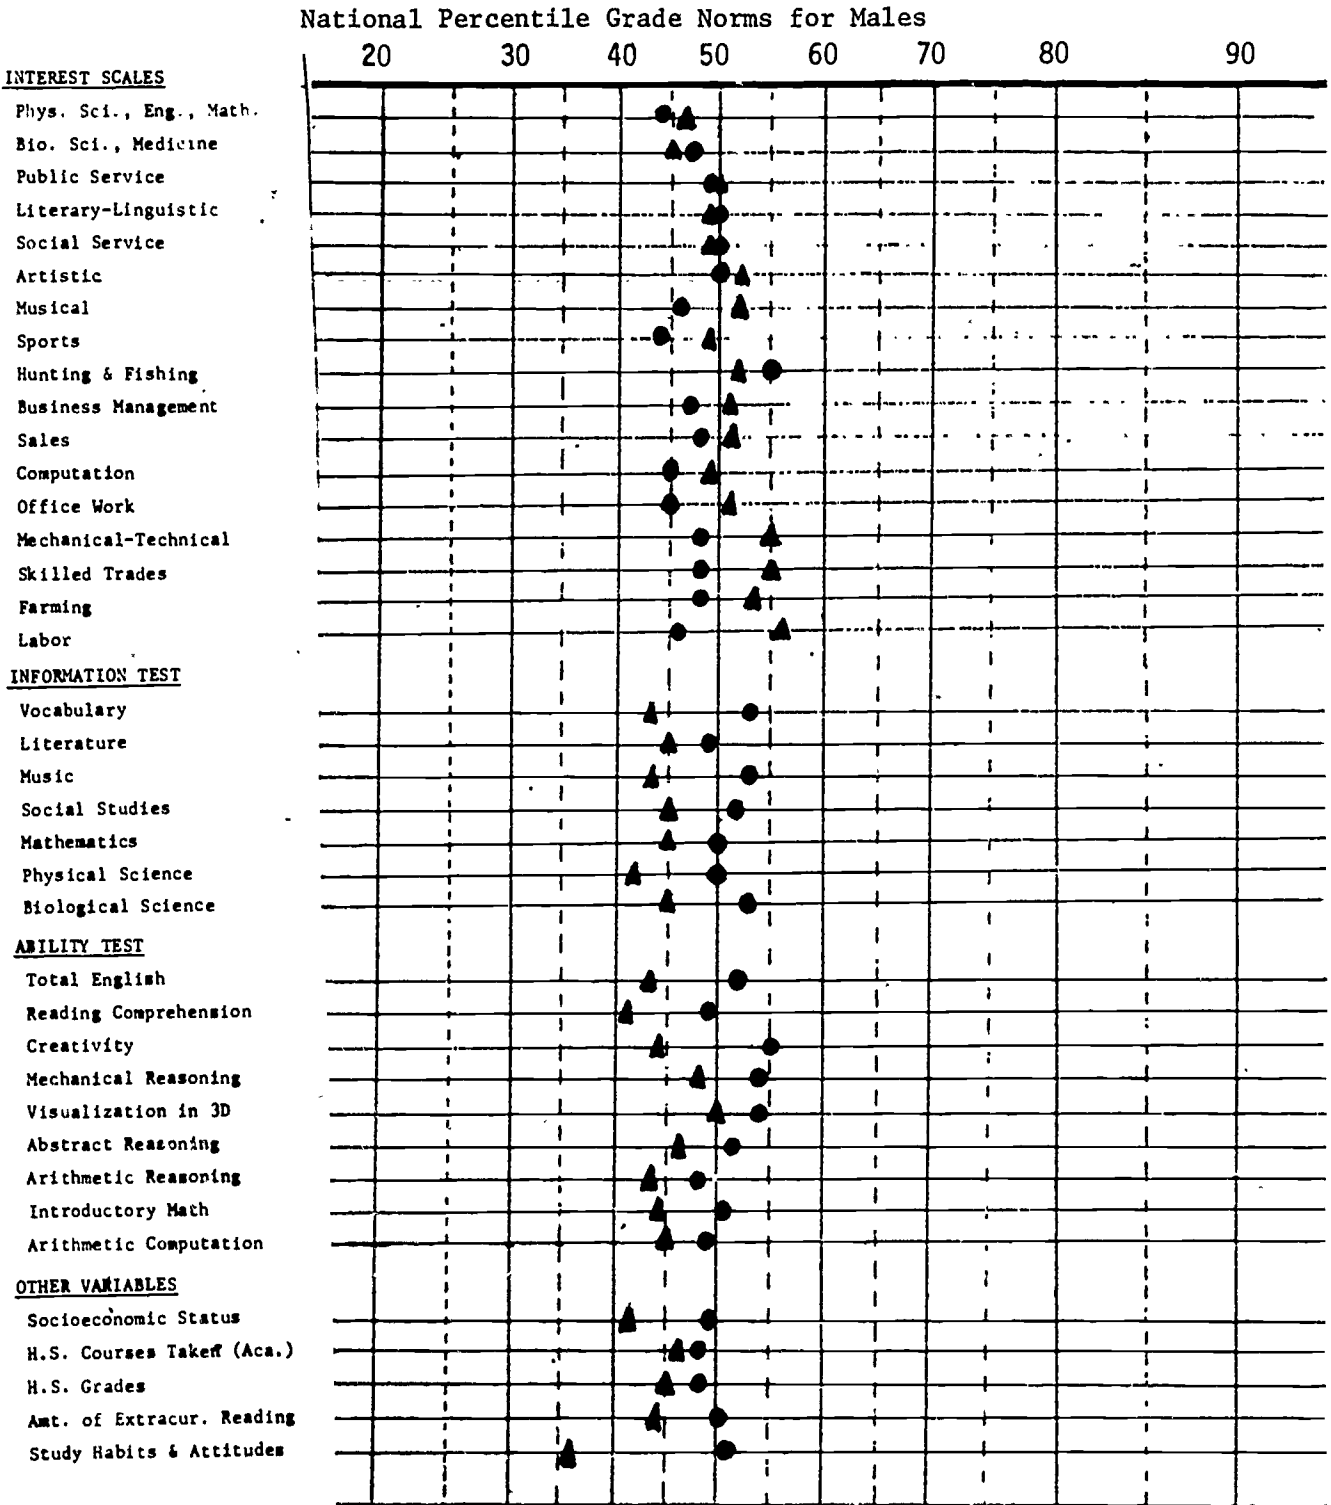 National Percentile Grade Norms for Males
20 30 40 50 60 70 80 90
INTEREST SCALES
Phys. Sci., Eng., Math.
Bio. Sci., Medicine
Public Service
Literary-Linguistic
Social Service
Artistic
Musical
Sports
Hunting & Fishing
Business Management
Sales
Computation
Office Work
Mechanical-Technical
Skilled Trades
Farming
Labor
INFORMATION TEST
Vocabulary
Literature
Music
Social Studies
Mathematics
Physical Science
Biological Science
ABILITY TEST
Total English
Reading Comprehension
Creativity
Mechanical Reasoning
Visualization in 3D
Abstract Reasoning
Arithmetic Reasoning
Introductory Math
Arithmetic Computation
OTHER VARIABLES
Socioeconomic Status
H.S. Courses Taken (Aca.)
H.S. Grades
Amt. of Extracur. Reading
Study Habits & Attitudes